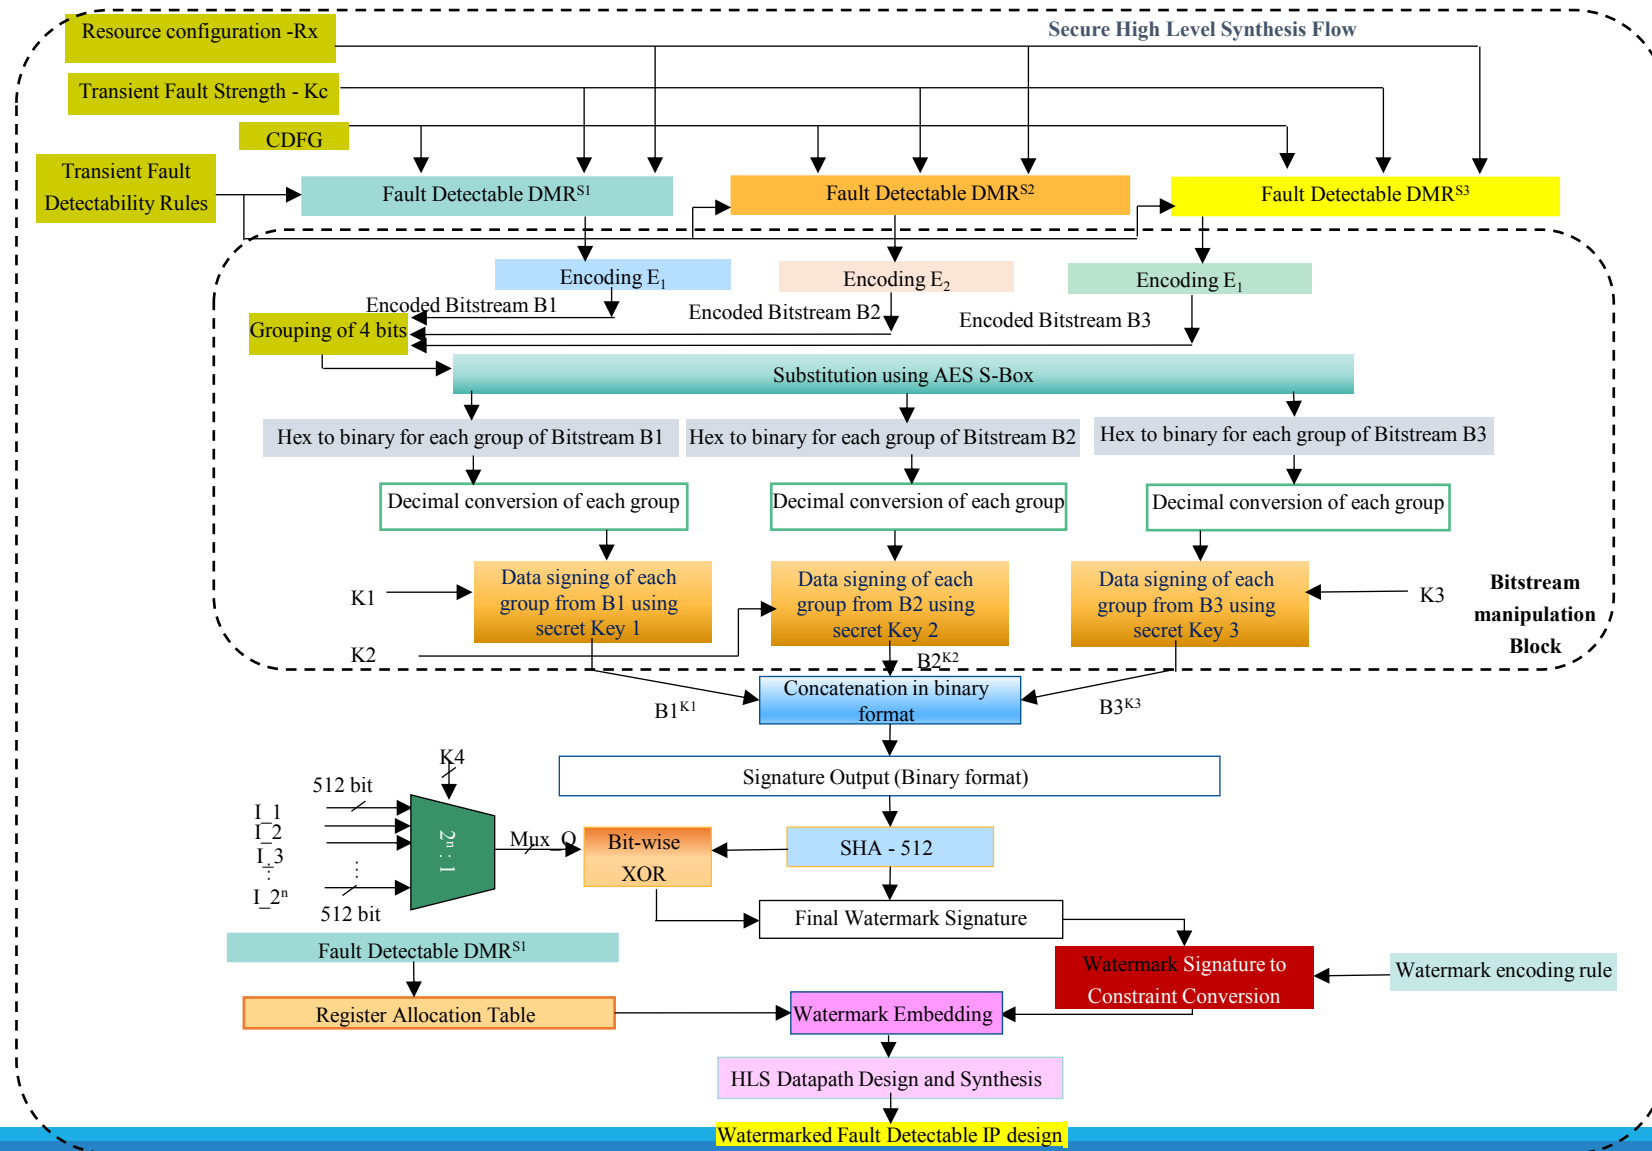 Secure High Level Synthesis Flow
Resource configuration -Rx
Transient Fault Strength - Kc
CDFG
Transient Fault
Detectability Rules
Fault Detectable DMR^S1
Fault Detectable DMR^S2
Fault Detectable DMR^S3
Encoding E1
Encoding E2
Encoding E1
Encoded Bitstream B1
Encoded Bitstream B2
Encoded Bitstream B3
Grouping of 4 bits
Substitution using AES S-Box
Hex to binary for each group of Bitstream B1
Hex to binary for each group of Bitstream B2
Hex to binary for each group of Bitstream B3
Decimal conversion of each group
Decimal conversion of each group
Decimal conversion of each group
K1
Data signing of each
group from B1 using
secret Key 1
Data signing of each
group from B2 using
secret Key 2
Data signing of each
group from B3 using
secret Key 3
K3
K2
Bitstream
manipulation
Block
B1^K1
B2^K2
B3^K3
Concatenation in binary
format
Signature Output (Binary format)
K4
512 bit
I_1
I_2
I_3
⋮
I_2^n
⋮
512 bit
2^n : 1
Mux_O
Bit-wise
XOR
SHA - 512
Final Watermark Signature
Fault Detectable DMR^S1
Register Allocation Table
Watermark Signature to
Constraint Conversion
Watermark encoding rule
Watermark Embedding
HLS Datapath Design and Synthesis
Watermarked Fault Detectable IP design